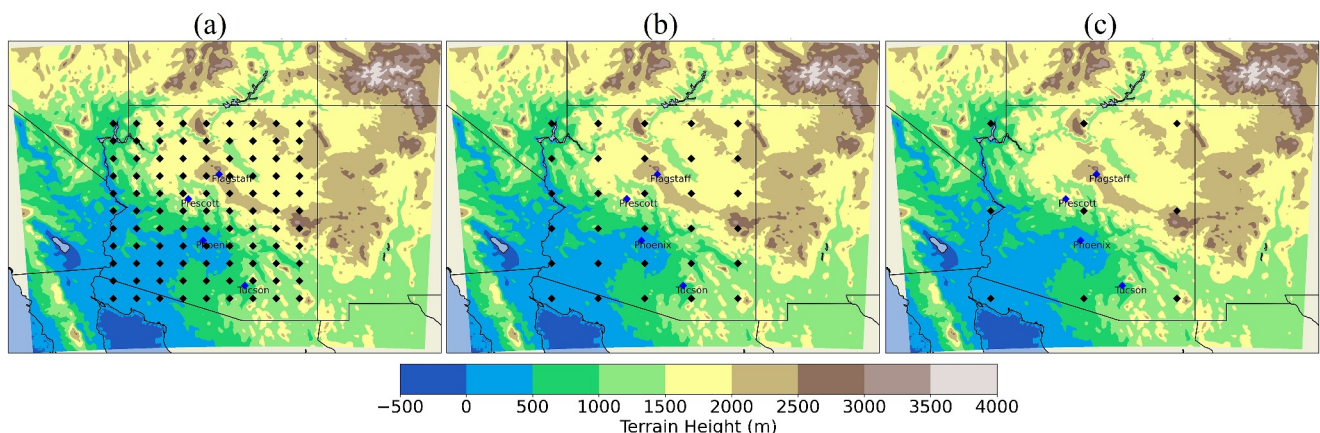 (a) (b) (c)
Flagstaff Flagstaff Flagstaff
Prescott Prescott Prescott
Phoenix Phoenix Phoenix
Tucson Tucson Tucson
−500 0 500 1000 1500 2000 2500 3000 3500 4000
Terrain Height (m)